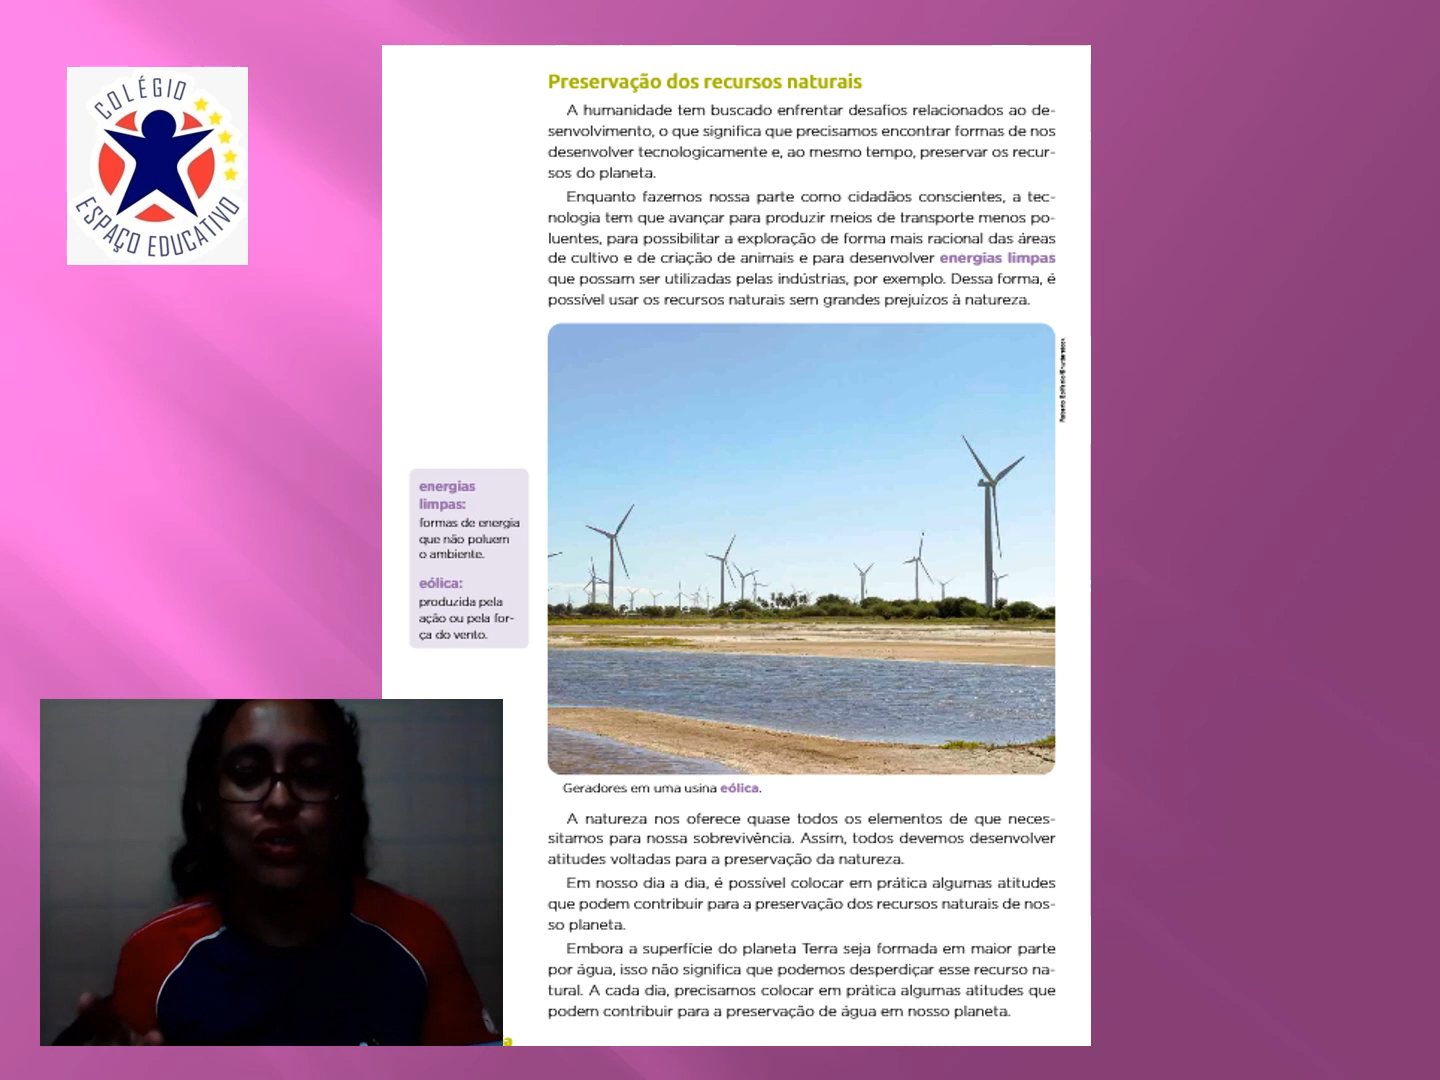 COLÉGIO
ESPAÇO EDUCATIVO
Preservação dos recursos naturais
A humanidade tem buscado enfrentar desafios relacionados ao de-
senvolvimento, o que significa que precisamos encontrar formas de nos
desenvolver tecnologicamente e, ao mesmo tempo, preservar os recur-
sos do planeta.
Enquanto fazemos nossa parte como cidadãos conscientes, a tec-
nologia tem que avançar para produzir meios de transporte menos po-
luentes, para possibilitar a exploração de forma mais racional das áreas
de cultivo e de criação de animais e para desenvolver energias limpas
que possam ser utilizadas pelas indústrias, por exemplo. Dessa forma, é
possível usar os recursos naturais sem grandes prejuízos à natureza.
energias
limpas:
formas de energia
que não poluem
o ambiente.
eólica:
produzida pela
ação ou pela for-
ça do vento.
Geradores em uma usina eólica.
A natureza nos oferece quase todos os elementos de que neces-
sitamos para nossa sobrevivência. Assim, todos devemos desenvolver
atitudes voltadas para a preservação da natureza.
Em nosso dia a dia, é possível colocar em prática algumas atitudes
que podem contribuir para a preservação dos recursos naturais de nos-
so planeta.
Embora a superfície do planeta Terra seja formada em maior parte
por água, isso não significa que podemos desperdiçar esse recurso na-
tural. A cada dia, precisamos colocar em prática algumas atitudes que
podem contribuir para a preservação de água em nosso planeta.